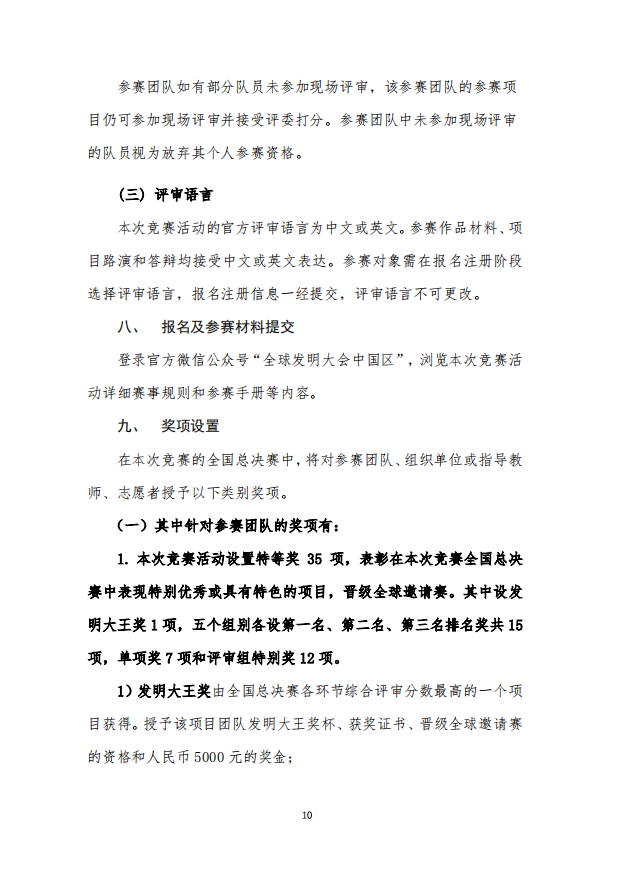 参赛团队如有部分队员未参加现场评审，该参赛团队的参赛项
目仍可参加现场评审并接受评委打分。参赛团队中未参加现场评审
的队员视为放弃其个人参赛资格。
(三) 评审语言
本次竞赛活动的官方评审语言为中文或英文。参赛作品材料、项
目路演和答辩均接受中文或英文表达。参赛对象需在报名注册阶段
选择评审语言，报名注册信息一经提交，评审语言不可更改。
八、 报名及参赛材料提交
登录官方微信公众号“全球发明大会中国区”，浏览本次竞赛活
动详细赛事规则和参赛手册等内容。
九、 奖项设置
在本次竞赛的全国总决赛中，将对参赛团队、组织单位或指导教
师、志愿者授予以下类别奖项。
（一）其中针对参赛团队的奖项有：
1. 本次竞赛活动设置特等奖 35 项，表彰在本次竞赛全国总决
赛中表现特别优秀或具有特色的项目，晋级全球邀请赛。其中设发
明大王奖 1 项，五个组别各设第一名、第二名、第三名排名奖共 15
项，单项奖 7 项和评审组特别奖 12 项。
1）发明大王奖由全国总决赛各环节综合评审分数最高的一个项
目获得。授予该项目团队发明大王奖杯、获奖证书、晋级全球邀请赛
的资格和人民币 5000 元的奖金；
10